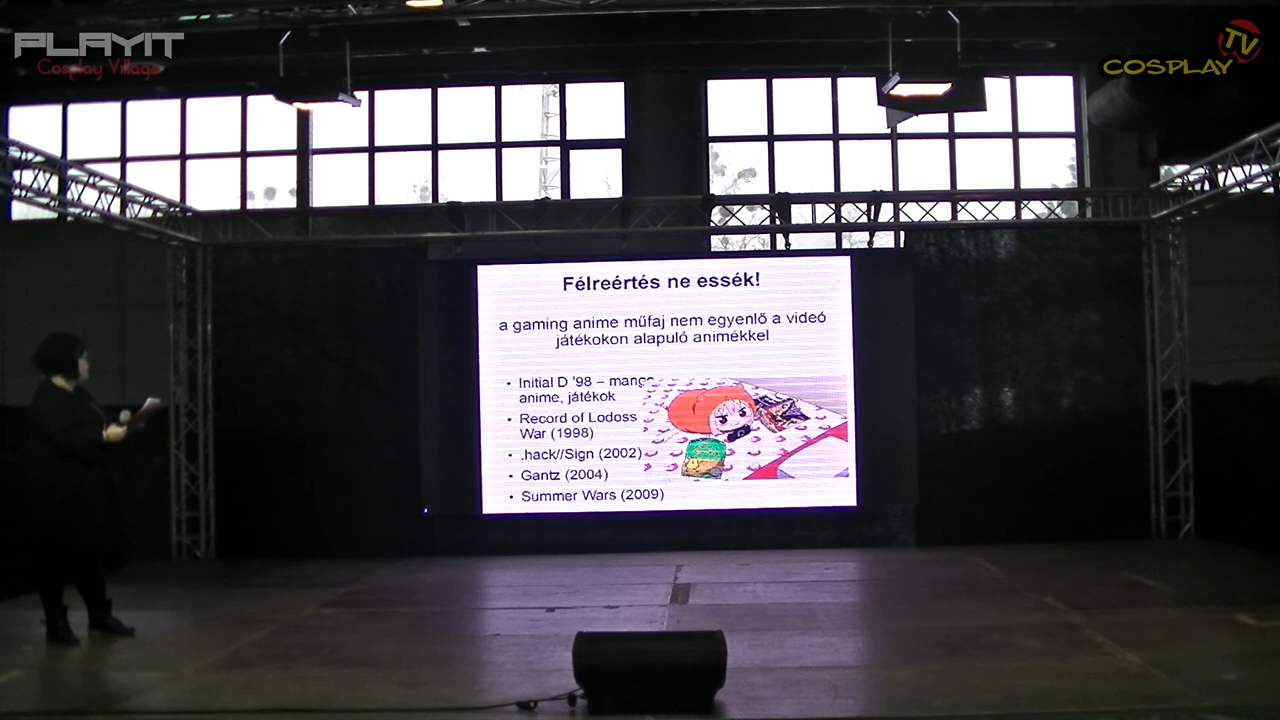 PLAYIT
Cosplay Village
TV
COSPLAY
Félreértés ne essék!
a gaming anime műfaj nem egyenlő a videó
játékokon alapuló animékkel
• Initial D '98 – manga
anime, játékok
• Record of Lodoss
War (1998)
• .hack//Sign (2002)
• Gantz (2004)
• Summer Wars (2009)